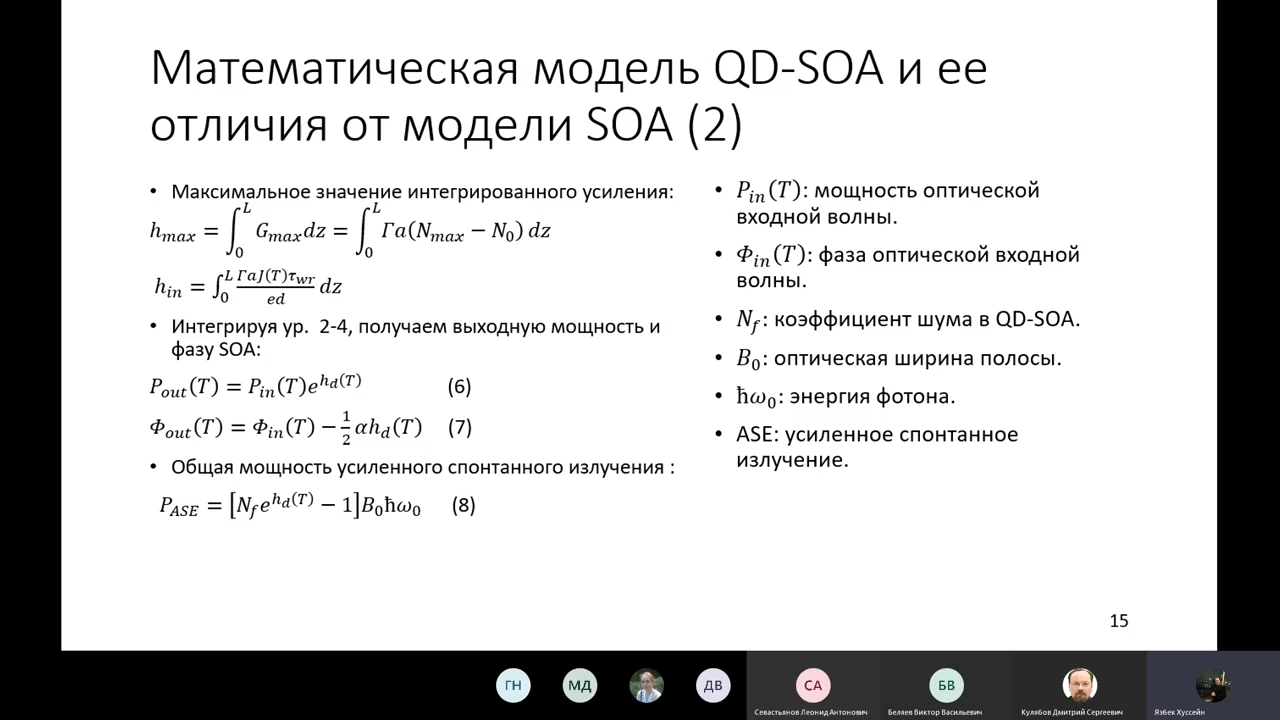 Математическая модель QD-SOA и ее
отличия от модели SOA (2)
• Максимальное значение интегрированного усиления:
h_max = ∫_0^L G_max dz = ∫_0^L Γa(N_max − N_0) dz
h_in = ∫_0^L ΓaJ(T)τ_wr / ed dz
• Интегрируя ур. 2-4, получаем выходную мощность и
фазу SOA:
P_out(T) = P_in(T)e^{h_d(T)} (6)
Φ_out(T) = Φ_in(T) − 1/2 αh_d(T) (7)
• Общая мощность усиленного спонтанного излучения :
P_ASE = [N_f e^{h_d(T)} − 1]B_0ħω_0 (8)
• P_in(T): мощность оптической
входной волны.
• Φ_in(T): фаза оптической входной
волны.
• N_f: коэффициент шума в QD-SOA.
• B_0: оптическая ширина полосы.
• ħω_0: энергия фотона.
• ASE: усиленное спонтанное
излучение.
15
ГН
МД
ДВ
СА
БВ
Севастьянов Леонид Антонович
Беляев Виктор Васильевич
Кулябов Дмитрий Сергеевич
Язбек Хуссейн